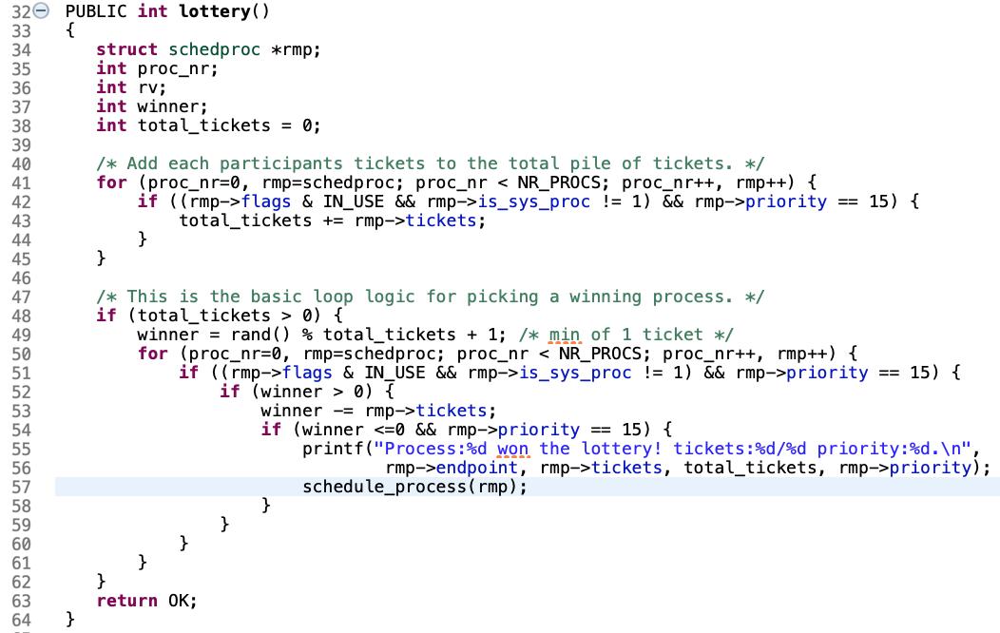 32 PUBLIC int lottery()
33 {
34    struct schedproc *rmp;
35    int proc_nr;
36    int rv;
37    int winner;
38    int total_tickets = 0;
39
40    /* Add each participants tickets to the total pile of tickets. */
41    for (proc_nr=0, rmp=schedproc; proc_nr < NR_PROCS; proc_nr++, rmp++) {
42        if ((rmp->flags & IN_USE && rmp->is_sys_proc != 1) && rmp->priority == 15) {
43            total_tickets += rmp->tickets;
44        }
45    }
46
47    /* This is the basic loop logic for picking a winning process. */
48    if (total_tickets > 0) {
49        winner = rand() % total_tickets + 1; /* min of 1 ticket */
50        for (proc_nr=0, rmp=schedproc; proc_nr < NR_PROCS; proc_nr++, rmp++) {
51            if ((rmp->flags & IN_USE && rmp->is_sys_proc != 1) && rmp->priority == 15) {
52                if (winner > 0) {
53                    winner -= rmp->tickets;
54                    if (winner <=0 && rmp->priority == 15) {
55                        printf("Process:%d won the lottery! tickets:%d/%d priority:%d.\n",
56                                rmp->endpoint, rmp->tickets, total_tickets, rmp->priority);
57                        schedule_process(rmp);
58                    }
59                }
60            }
61        }
62    }
63    return OK;
64 }